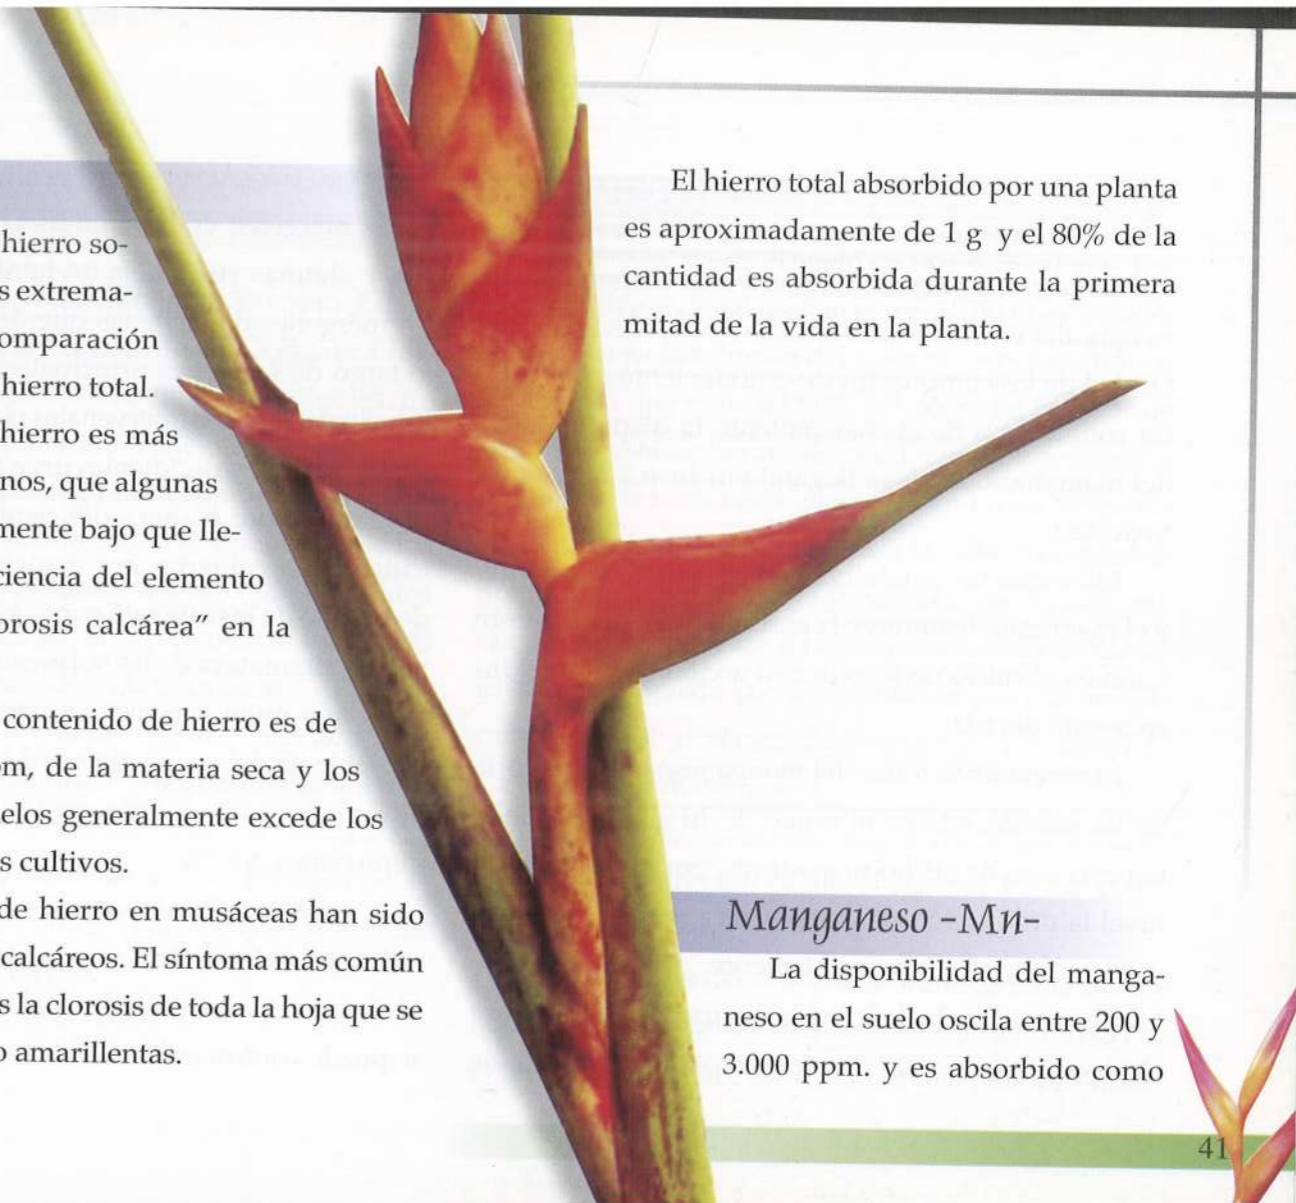 hierro so-
s extrema-
omparación
hierro total.
hierro es más
nos, que algunas
mente bajo que lle-
ciencia del elemento
orosis calcárea” en la
contenido de hierro es de
om, de la materia seca y los
elos generalmente excede los
s cultivos.
de hierro en musáceas han sido
calcáreos. El síntoma más común
s la clorosis de toda la hoja que se
o amarillentas.
El hierro total absorbido por una planta
es aproximadamente de 1 g y el 80% de la
cantidad es absorbida durante la primera
mitad de la vida en la planta.
Manganeso -Mn-
La disponibilidad del manga-
neso en el suelo oscila entre 200 y
3.000 ppm. y es absorbido como
41